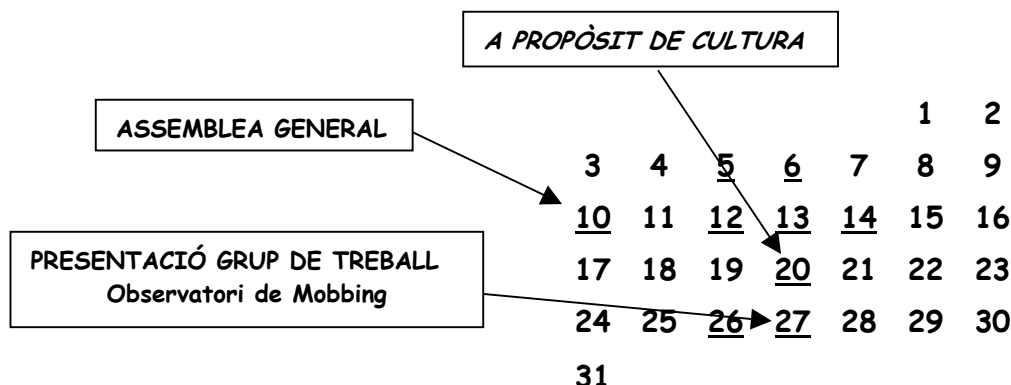 A PROPÒSIT DE CULTURA
ASSEMBLEA GENERAL
1 2
3 4 5 6 7 8 9
10 11 12 13 14 15 16
PRESENTACIÓ GRUP DE TREBALL
Observatori de Mobbing
17 18 19 20 21 22 23
24 25 26 27 28 29 30
31